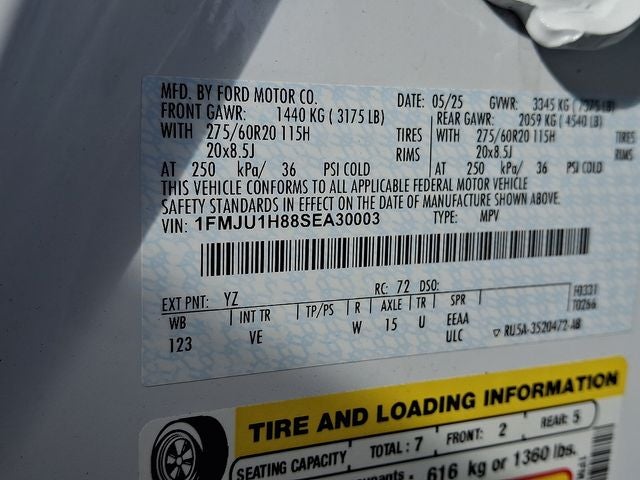 MFD. BY FORD MOTOR CO.
DATE: 05/25 GVWR: 3345 KG (7375 LB)
FRONT GAWR: 1440 KG (3175 LB)
REAR GAWR: 2059 KG (4540 LB)
WITH 275/60R20 115H TIRES
WITH 275/60R20 115H TIRES
20x8.5J RIMS
20x8.5J RIMS
AT 250 kPa/ 36 PSI COLD
AT 250 kPa/ 36 PSI COLD
THIS VEHICLE CONFORMS TO ALL APPLICABLE FEDERAL MOTOR VEHICLE
SAFETY STANDARDS IN EFFECT ON THE DATE OF MANUFACTURE SHOWN ABOVE.
VIN: 1FMJU1H88SEA30003 TYPE: MPV
EXT PNT: YZ RC: 72 DSO:
F0331
T0266
WB INT TR TP/PS R AXLE TR SPR
123 VE W 15 U EEAA
ULC ▽ RU5A-3520472-AB
TIRE AND LOADING INFORMATION
SEATING CAPACITY TOTAL: 7 FRONT: 2 REAR: 5
616 kg or 1360 lbs.